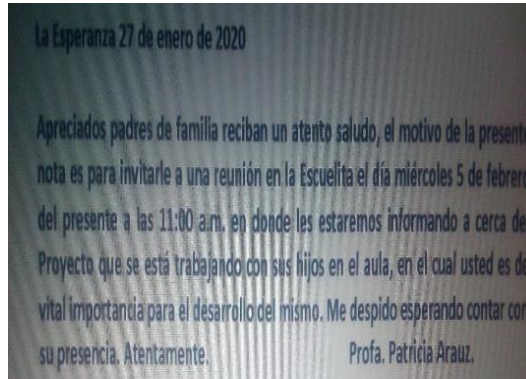 La Esperanza 27 de enero de 2020
Apreciados padres de familia reciban un atento saludo, el motivo de la presente
nota es para invitarle a una reunión en la Escuelita el día miércoles 5 de febrero
del presente a las 11:00 a.m. en donde les estaremos informando a cerca de
Proyecto que se está trabajando con sus hijos en el aula, en el cual usted es de
vital importancia para el desarrollo del mismo. Me despido esperando contar con
su presencia. Atentamente. Profa. Patricia Arauz.